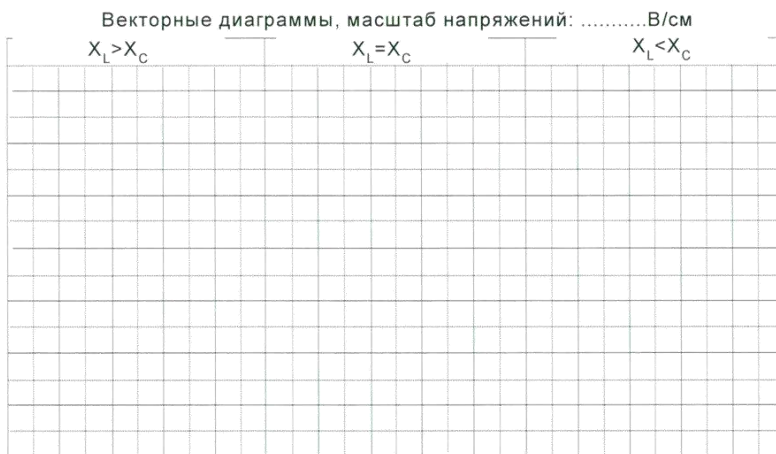 Векторные диаграммы, масштаб напряжений: ...........В/см
X_L>X_C X_L=X_C X_L<X_C